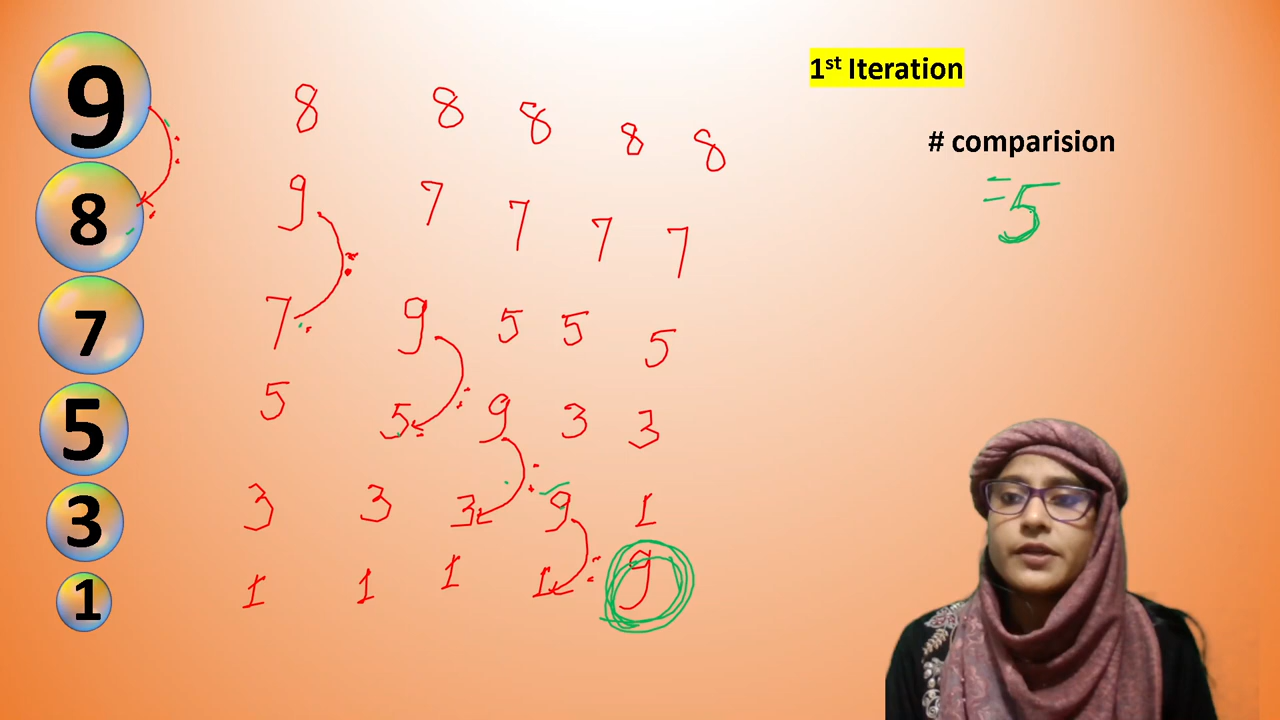 1st Iteration
# comparision
= 5
9 8 8 8 8 8
8 9 7 7 7 7
7 7 9 5 5 5
5 5 5 9 3 3
3 3 3 3 9 1
1 1 1 1 1 9